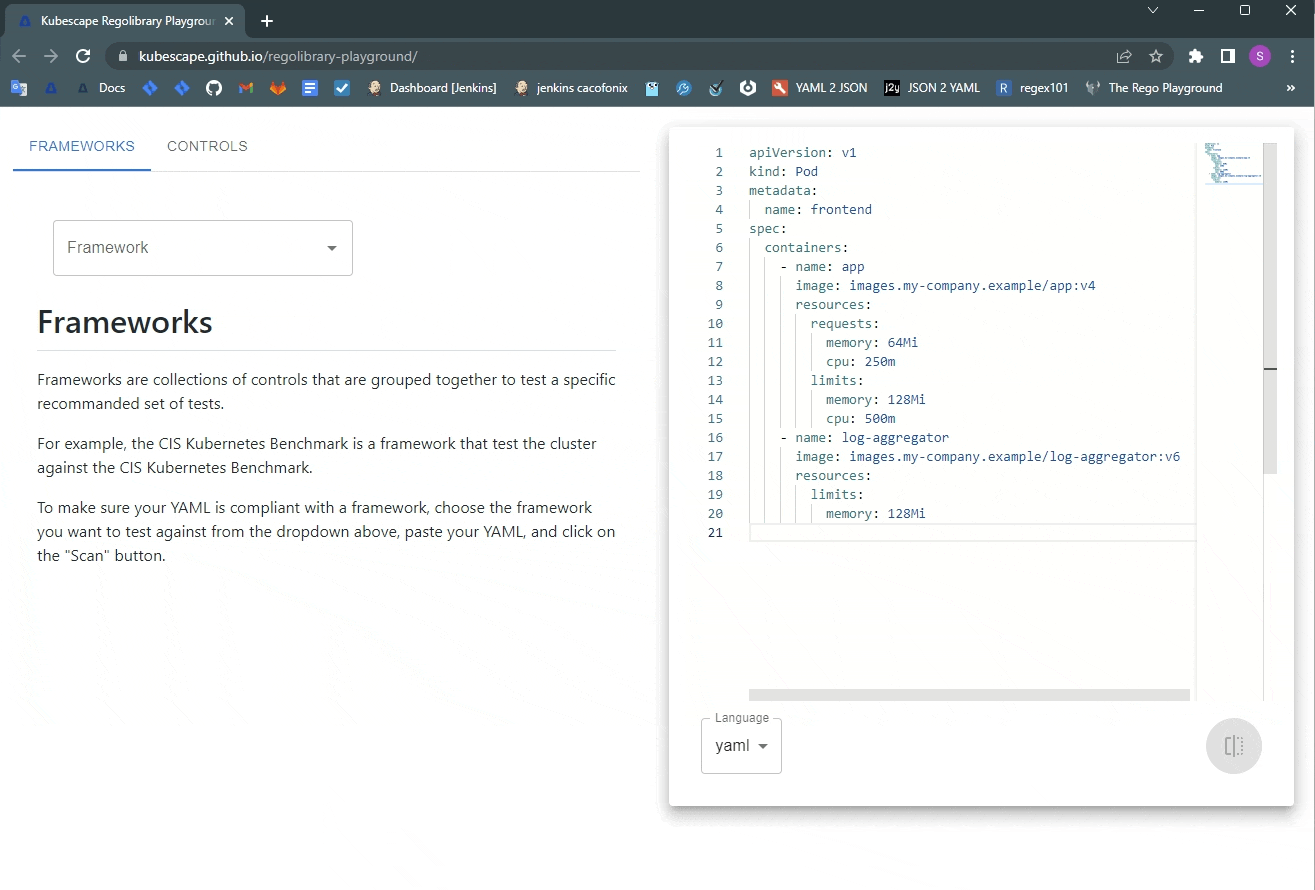 Kubescape Regolibrary Playgroun
kubescape.github.io/regolibrary-playground/
S
Docs
Dashboard [Jenkins]
jenkins cacofonix
YAML 2 JSON
J2y
JSON 2 YAML
R
regex101
The Rego Playground
»
FRAMEWORKS
CONTROLS
Framework
Frameworks
Frameworks are collections of controls that are grouped together to test a specific
recommanded set of tests.
For example, the CIS Kubernetes Benchmark is a framework that test the cluster
against the CIS Kubernetes Benchmark.
To make sure your YAML is compliant with a framework, choose the framework
you want to test against from the dropdown above, paste your YAML, and click on
the "Scan" button.
1 apiVersion: v1
2 kind: Pod
3 metadata:
4 name: frontend
5 spec:
6 containers:
7 - name: app
8 image: images.my-company.example/app:v4
9 resources:
10 requests:
11 memory: 64Mi
12 cpu: 250m
13 limits:
14 memory: 128Mi
15 cpu: 500m
16 - name: log-aggregator
17 image: images.my-company.example/log-aggregator:v6
18 resources:
19 limits:
20 memory: 128Mi
21
Language
yaml